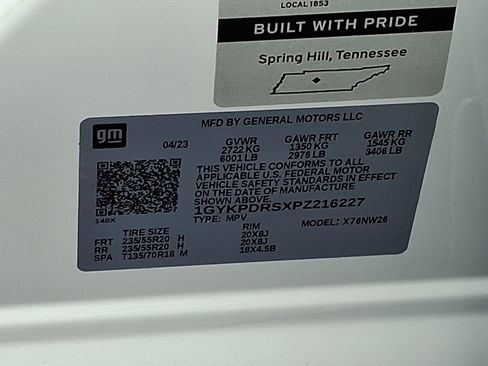 LOCAL 1853
BUILT WITH PRIDE
Spring Hill, Tennessee
gm
MFD BY GENERAL MOTORS LLC
04/23 GVWR GAWR FRT GAWR RR
2722 KG 1350 KG 1545 KG
6001 LB 2976 LB 3406 LB
THIS VEHICLE CONFORMS TO ALL
APPLICABLE U.S. FEDERAL MOTOR
VEHICLE SAFETY STANDARDS IN EFFECT
ON THE DATE OF MANUFACTURE
SHOWN ABOVE.
1GYKPDRSXPZ216227
TYPE: MPV MODEL: X76NW26
140X
TIRE SIZE RIM
FRT 235/55R20 H 20X8J
RR 235/55R20 H 20X8J
SPA T135/70R18 M 18X4.5B